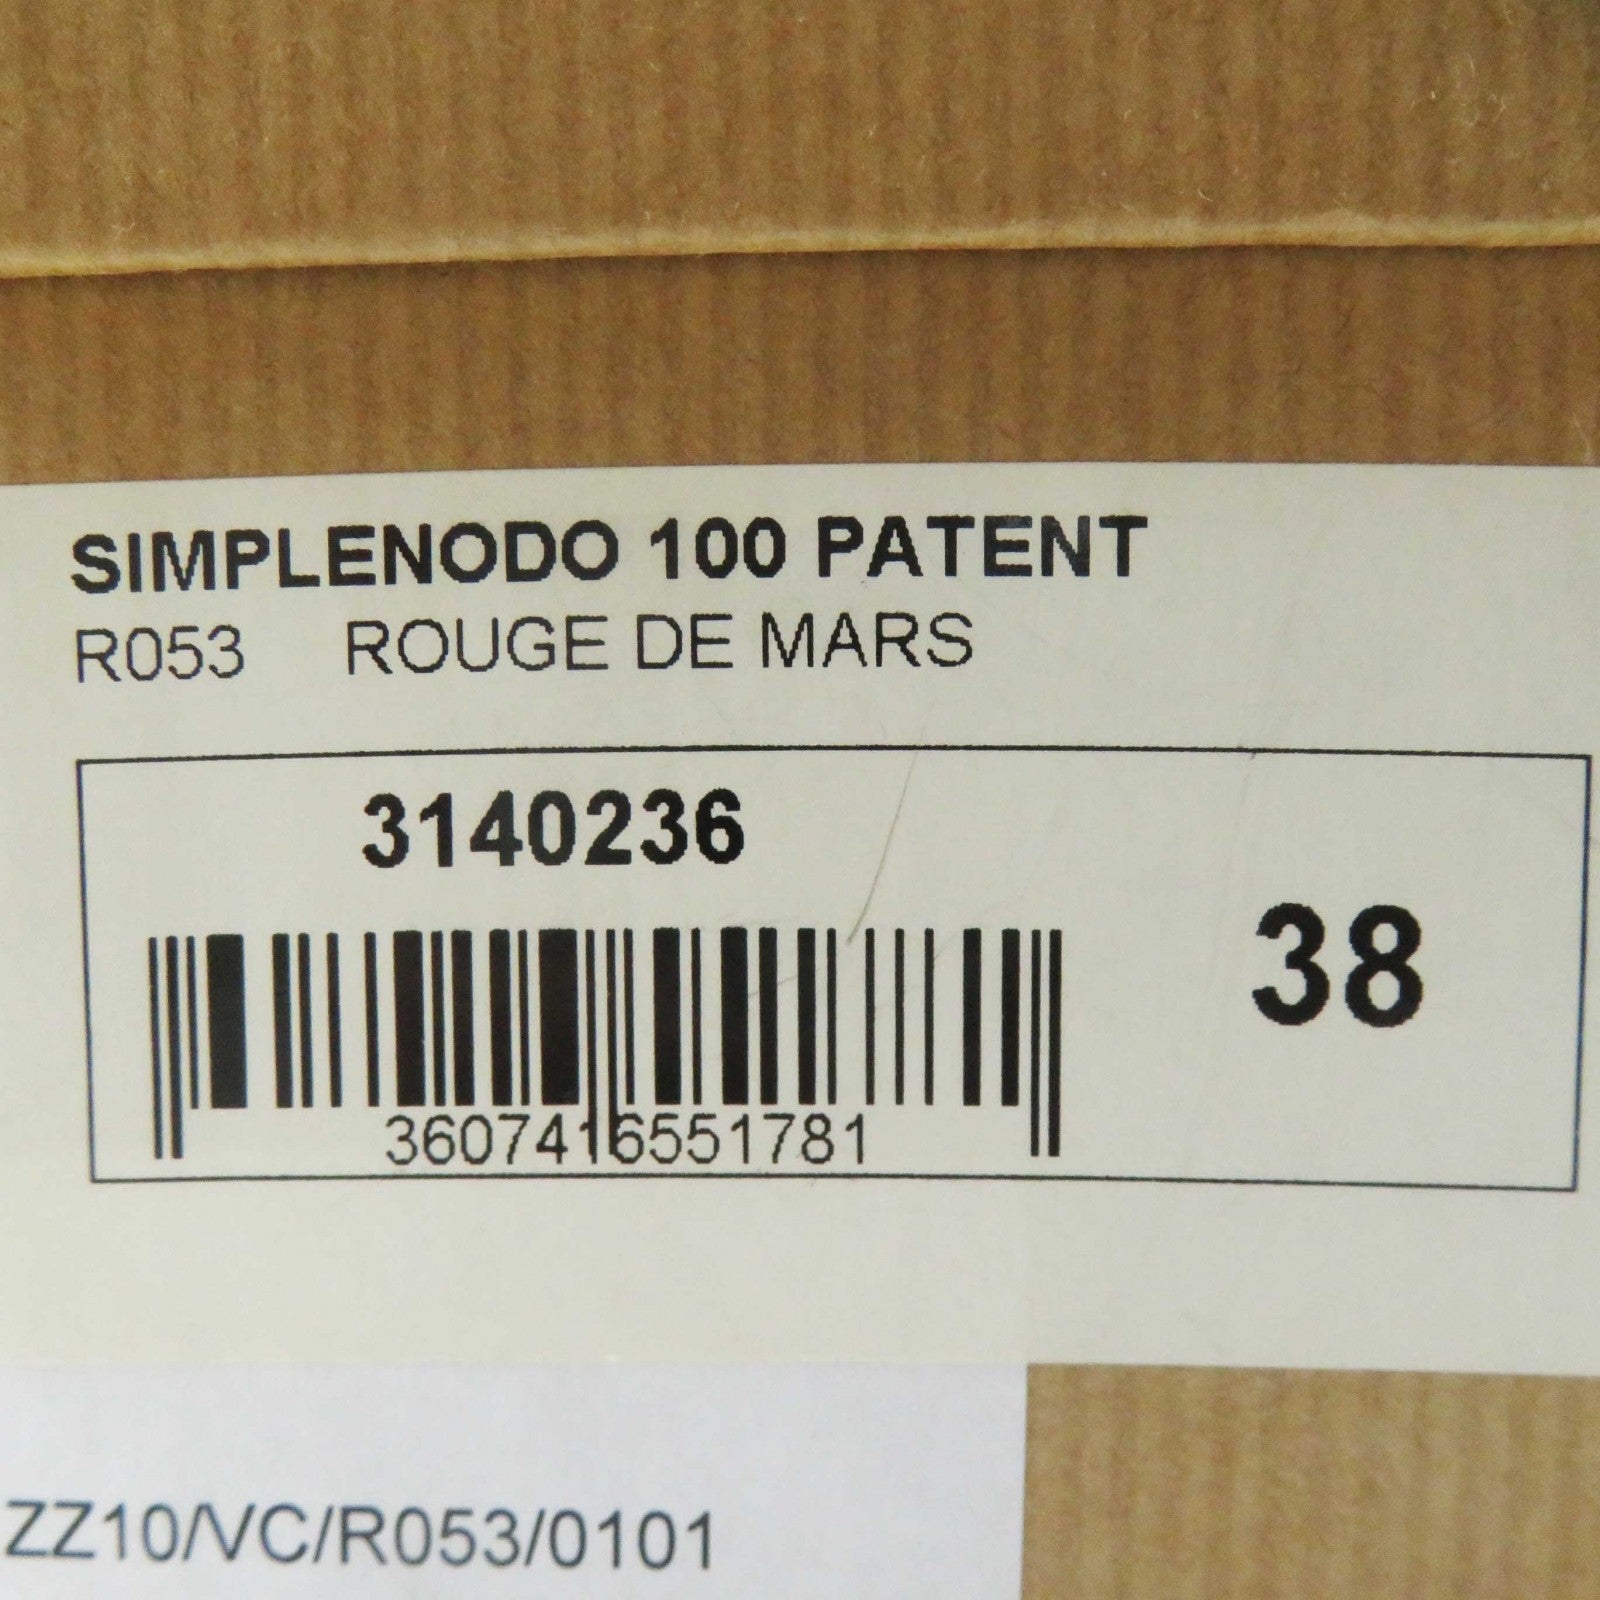 SIMPLENODO 100 PATENT
R053 ROUGE DE MARS
3140236
38
3607416551781
ZZ10/VC/R053/0101